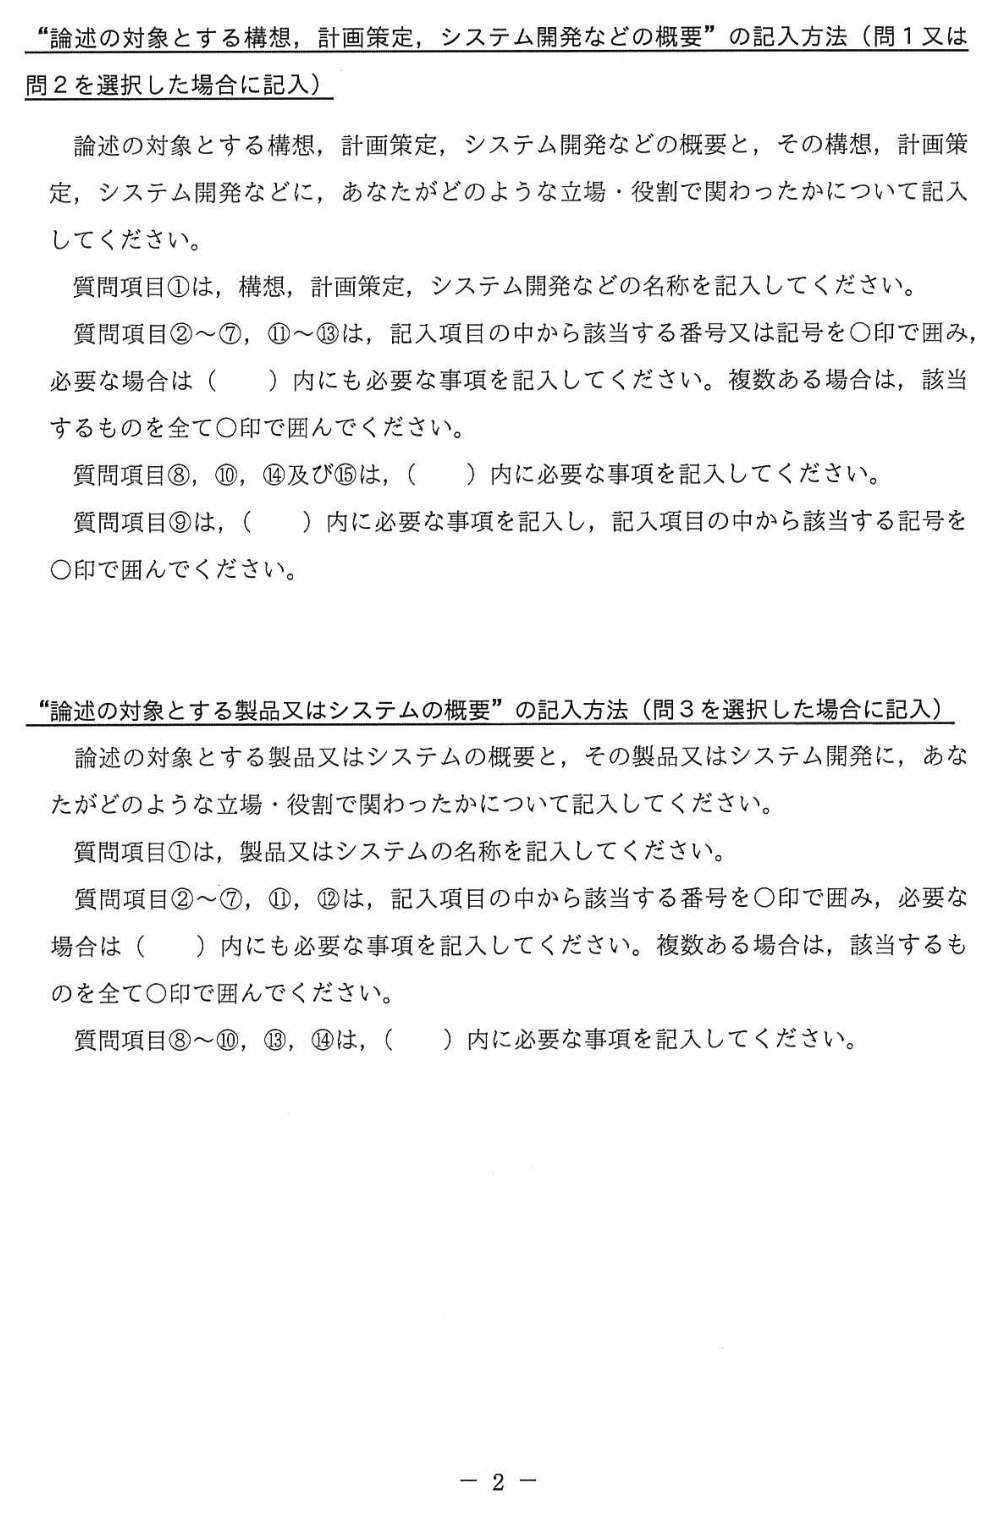 “論述の対象とする構想，計画策定，システム開発などの概要”の記入方法（問１又は
問２を選択した場合に記入）
論述の対象とする構想，計画策定，システム開発などの概要と，その構想，計画策
定，システム開発などに，あなたがどのような立場・役割で関わったかについて記入
してください。
質問項目①は，構想，計画策定，システム開発などの名称を記入してください。
質問項目②～⑦，⑪～⑬は，記入項目の中から該当する番号又は記号を〇印で囲み，
必要な場合は（　　）内にも必要な事項を記入してください。複数ある場合は，該当
するものを全て〇印で囲んでください。
質問項目⑧，⑩，⑭及び⑮は，（　　）内に必要な事項を記入してください。
質問項目⑨は，（　　）内に必要な事項を記入し，記入項目の中から該当する記号を
〇印で囲んでください。
“論述の対象とする製品又はシステムの概要”の記入方法（問３を選択した場合に記入）
論述の対象とする製品又はシステムの概要と，その製品又はシステム開発に，あな
たがどのような立場・役割で関わったかについて記入してください。
質問項目①は，製品又はシステムの名称を記入してください。
質問項目②～⑦，⑪，⑫は，記入項目の中から該当する番号を〇印で囲み，必要な
場合は（　　）内にも必要な事項を記入してください。複数ある場合は，該当するも
のを全て〇印で囲んでください。
質問項目⑧～⑩，⑬，⑭は，（　　）内に必要な事項を記入してください。
－ 2 －